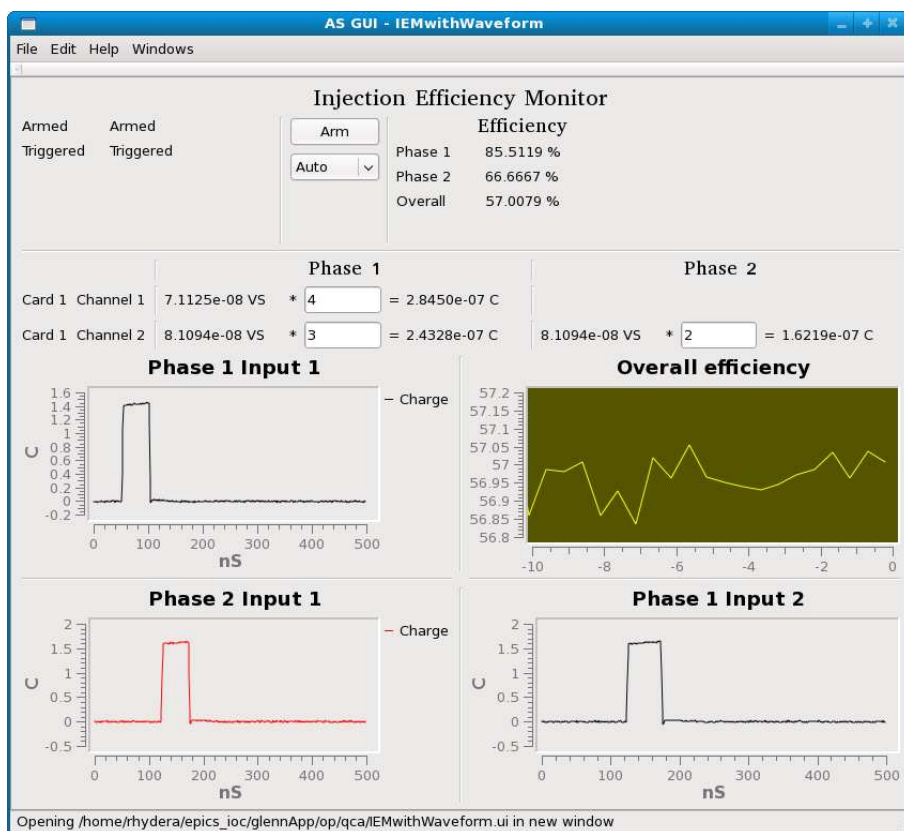 AS GUI - IEMwithWaveform
File Edit Help Windows
Injection Efficiency Monitor
Armed Armed
Triggered Triggered
Arm
Auto
Efficiency
Phase 1 85.5119 %
Phase 2 66.6667 %
Overall 57.0079 %
Phase 1 Phase 2
Card 1 Channel 1 7.1125e-08 VS * 4 = 2.8450e-07 C
Card 1 Channel 2 8.1094e-08 VS * 3 = 2.4328e-07 C 8.1094e-08 VS * 2 = 1.6219e-07 C
Phase 1 Input 1
Charge
C
1.6
1.4
1.2
1
0.8
0.6
0.4
0.2
0
-0.2
0 100 200 300 400 500
nS
Overall efficiency
57.2
57.15
57.1
57.05
57
56.95
56.9
56.85
56.8
-10 -8 -6 -4 -2 0
Phase 2 Input 1
Charge
C
2
1.5
1
0.5
0
-0.5
0 100 200 300 400 500
nS
Phase 1 Input 2
C
2
1.5
1
0.5
0
-0.5
0 100 200 300 400 500
nS
Opening /home/rhydera/epics_ioc/glennApp/op/qca/IEMwithWaveform.ui in new window